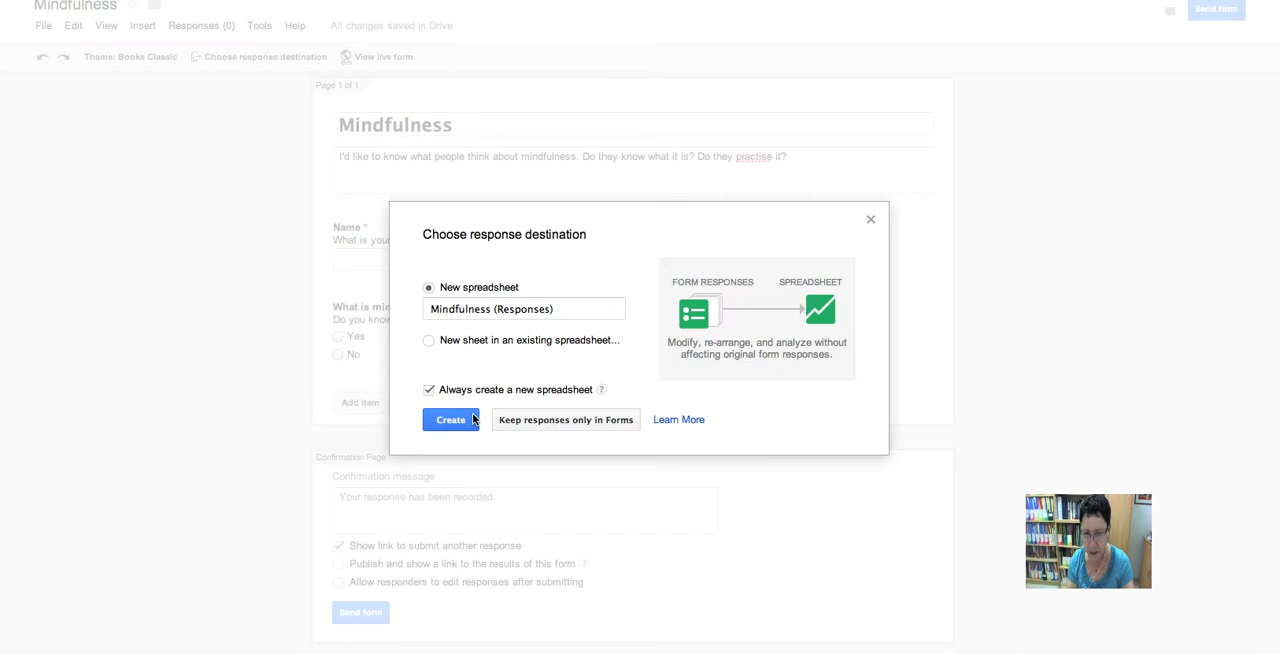 Mindfulness
Send form
File Edit View Insert Responses (0) Tools Help All changes saved in Drive
Theme: Books Classic Choose response destination View live form
Page 1 of 1
Mindfulness
I'd like to know what people think about mindfulness. Do they know what it is? Do they practise it?
Name *
What is your
What is min
Do you know
Yes
No
Add item
Choose response destination
New spreadsheet
Mindfulness (Responses)
New sheet in an existing spreadsheet...
Always create a new spreadsheet ?
Create Keep responses only in Forms Learn More
FORM RESPONSES SPREADSHEET
Modify, re-arrange, and analyze without
affecting original form responses.
Confirmation Page
Confirmation message
Your response has been recorded.
Show link to submit another response
Publish and show a link to the results of this form ?
Allow responders to edit responses after submitting
Send form